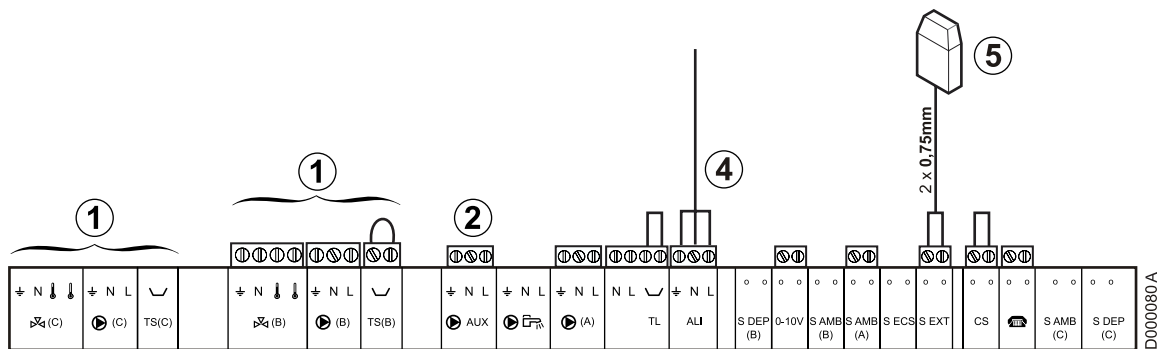 5
4
2 x 0,75mm
1
1
2
N
N L
N
N L
N L
N L
N L
N L
N L
(C)
(C)
TS(C)
(B)
(B)
TS(B)
AUX
(A)
TL
ALI
S DEP
(B)
0-10V
S AMB
(B)
S AMB
(A)
S ECS
S EXT
CS
S AMB
(C)
S DEP
(C)
D000080 A